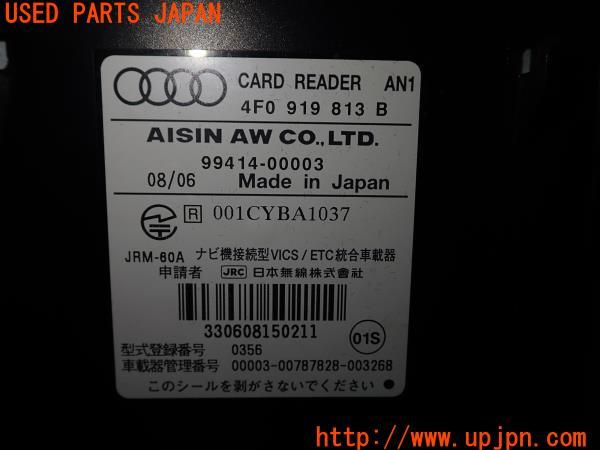 USED PARTS JAPAN
CARD READER AN1
4F0 919 813 B
AISIN AW CO.,LTD.
99414-00003
08/06 Made in Japan
R 001CYBA1037
JRM-60A ナビ機接続型VICS/ETC統合車載器
申請者 JRC 日本無線株式会社
330608150211
01S
型式登録番号 0356
車載器管理番号 00003-00787828-003268
このシールを剥がさないでください
USED PARTS JAPAN
www.upjpn.com